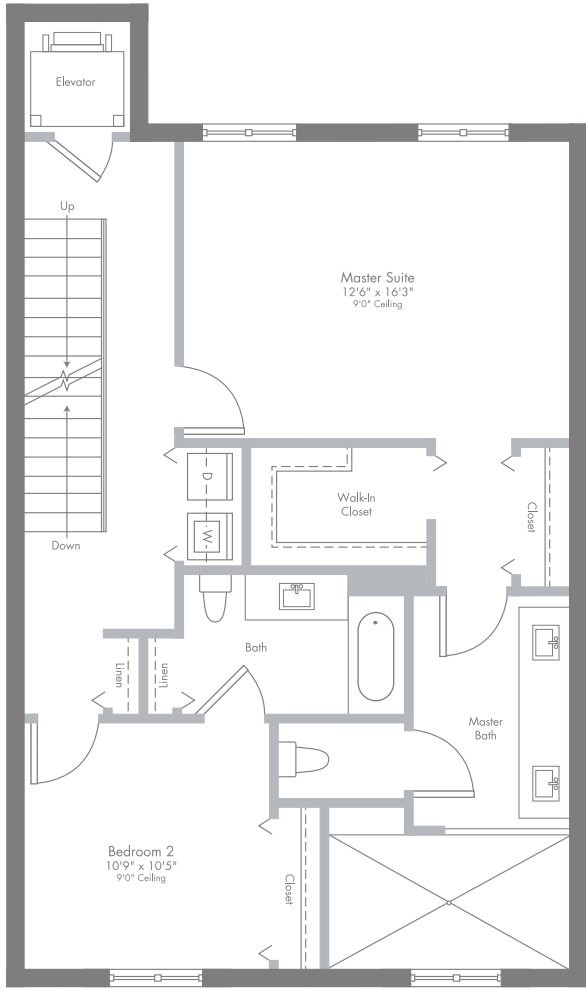 Elevator
Up
Master Suite
12'6" x 16'3"
9'0" Ceiling
D
Walk-In
Closet
Closet
W
Down
Bath
Linen
Linen
Master
Bath
Bedroom 2
10'9" x 10'5"
9'0" Ceiling
Closet